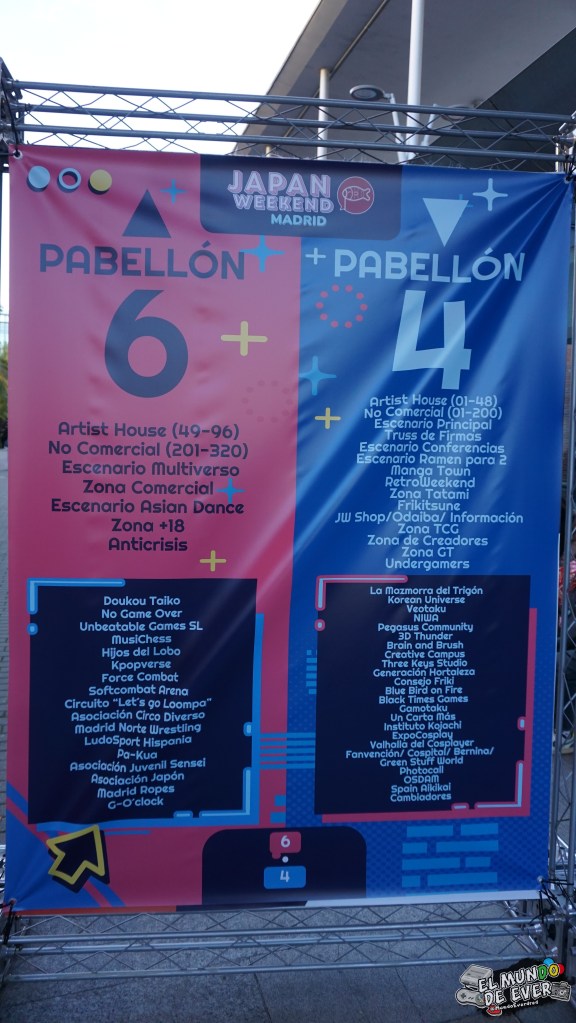 JAPAN
WEEKEND
MADRID
PABELLÓN
6
Artist House (49-96)
No Comercial (201-320)
Escenario Multiverso
Zona Comercial
Escenario Asian Dance
Zona +18
Anticrisis
Doukou Taiko
No Game Over
Unbeatable Games SL
MusiChess
Hijos del Lobo
Kpopverse
Force Combat
Softcombat Arena
Circuito "Let's go Loompa"
Asociación Circo Diverso
Madrid Norte Wrestling
LudoSport Hispania
Pa-Kua
Asociación Juvenil Sensei
Asociación Japón
Madrid Ropes
G-O'clock
PABELLÓN
4
Artist House (01-48)
No Comercial (01-200)
Escenario Principal
Truss de Firmas
Escenario Conferencias
Escenario Ramen para 2
Manga Town
RetroWeekend
Zona Tatami
Frikitsune
JW Shop/Odaiba/ Información
Zona TCG
Zona de Creadores
Zona GT
Undergamers
La Mazmorra del Trigón
Korean Universe
Veotaku
NIWA
Pegasus Community
3D Thunder
Brain and Brush
Creative Campus
Three Keys Studio
Generación Hortaleza
Consejo Friki
Blue Bird on Fire
Black Times Games
Gamotaku
Un Carta Más
Instituto Kajachi
ExpoCosplay
Valhalla del Cosplayer
Fanvención/ Cospital/ Bernina/
Green Stuff World
Photocall
OSDAM
Spain Aikikai
Cambiadores
6
4
EL MUNDO
DE EVER